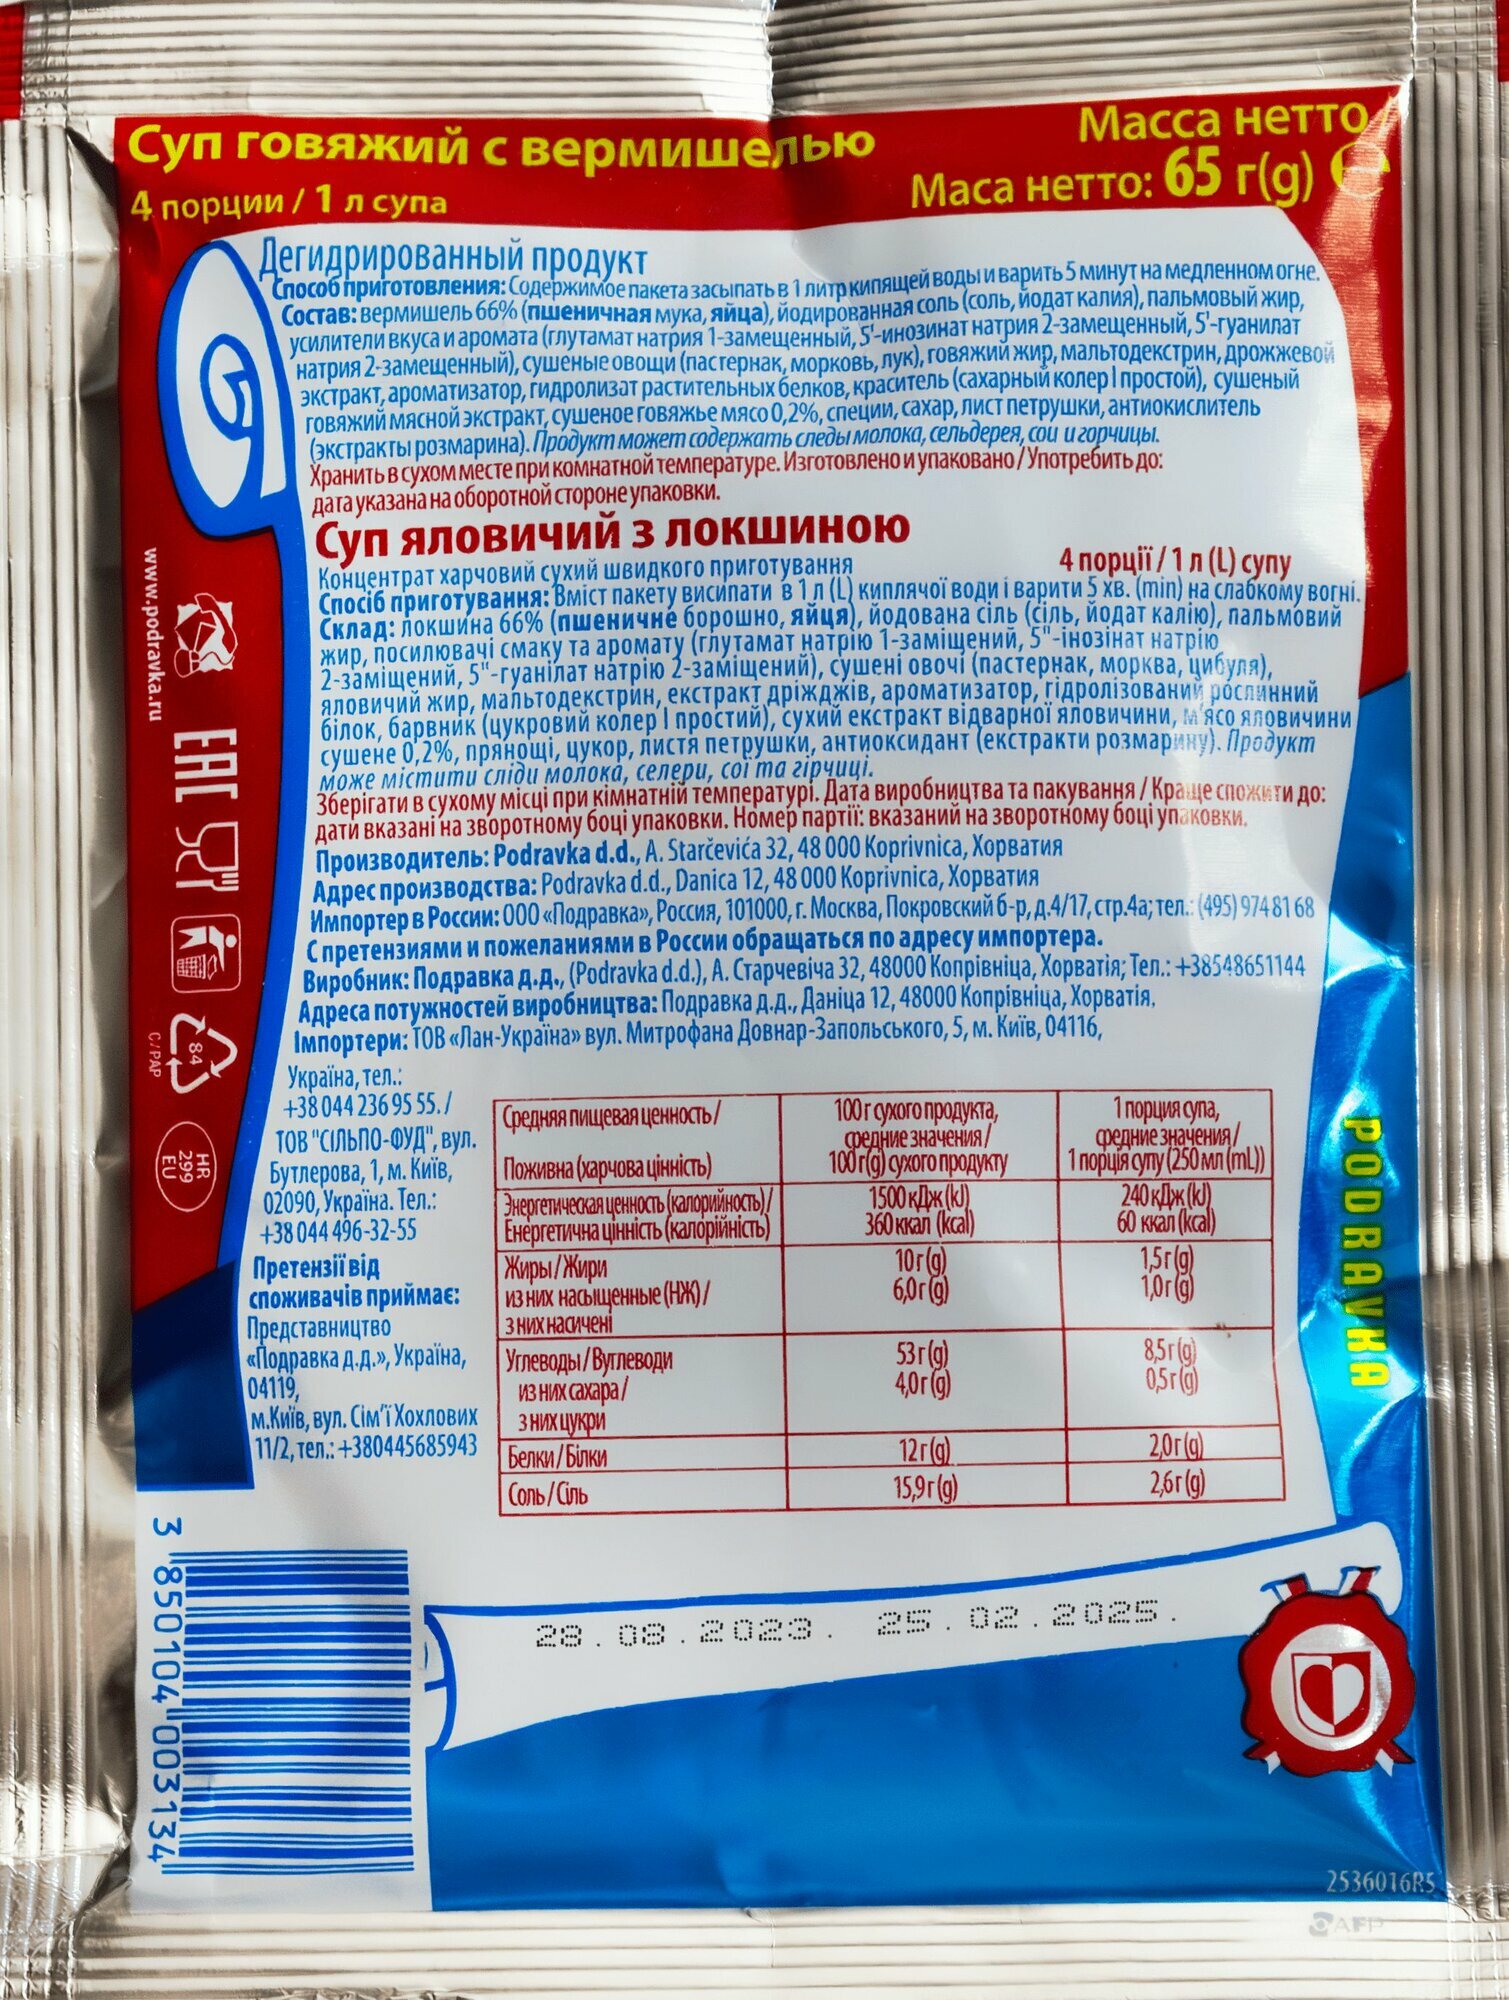 Суп говяжий с вермишелью
4 порции / 1 л супа
Масса нетто/
Маса нетто: 65 г(g) e
Дегидрированный продукт
Способ приготовления: Содержимое пакета засыпать в 1 литр кипящей воды и варить 5 минут на медленном огне.
Состав: вермишель 66% (пшеничная мука, яйца), йодированная соль (соль, йодат калия), пальмовый жир,
усилители вкуса и аромата (глутамат натрия 1-замещенный, 5'-инозинат натрия 2-замещенный, 5'-гуанилат
натрия 2-замещенный), сушеные овощи (пастернак, морковь, лук), говяжий жир, мальтодекстрин, дрожжевой
экстракт, ароматизатор, гидролизат растительных белков, краситель (сахарный колер I простой), сушеный
говяжий мясной экстракт, сушеное говяжье мясо 0,2%, специи, сахар, лист петрушки, антиокислитель
(экстракты розмарина). Продукт может содержать следы молока, сельдерея, сои и горчицы.
Хранить в сухом месте при комнатной температуре. Изготовлено и упаковано / Употребить до:
дата указана на оборотной стороне упаковки.
Суп яловичий з локшиною
4 порції / 1 л (L) супу
Концентрат харчовий сухий швидкого приготування
Спосіб приготування: Вміст пакету висипати в 1 л (L) киплячої води і варити 5 хв. (min) на слабкому вогні.
Склад: локшина 66% (пшеничне борошно, яйця), йодована сіль (сіль, йодат калію), пальмовий
жир, посилювачі смаку та аромату (глутамат натрію 1-заміщений, 5"-інозінат натрію
2-заміщений, 5"-гуанілат натрію 2-заміщений), сушені овочі (пастернак, морква, цибуля),
яловичий жир, мальтодекстрин, екстракт дріжджів, ароматизатор, гідролізований рослинний
білок, барвник (цукровий колер I простий), сухий екстракт відварної яловичини, м'ясо яловичини
сушене 0,2%, прянощі, цукор, листя петрушки, антиоксидант (екстракти розмарину). Продукт
може містити сліди молока, селери, сої та гірчиці.
Зберігати в сухому місці при кімнатній температурі. Дата виробництва та пакування / Краще спожити до:
дати вказані на зворотному боці упаковки. Номер партії: вказаний на зворотному боці упаковки.
Производитель: Podravka d.d., A. Starčevića 32, 48 000 Koprivnica, Хорватия
Адрес производства: Podravka d.d., Danica 12, 48 000 Koprivnica, Хорватия
Импортер в России: ООО «Подравка», Россия, 101000, г. Москва, Покровский б-р, д.4/17, стр.4а; тел.: (495) 974 81 68
С претензиями и пожеланиями в России обращаться по адресу импортера.
Виробник: Подравка д.д., (Podravka d.d.), А. Старчевіча 32, 48000 Копрівніца, Хорватія; Тел.: +38548651144
Адреса потужностей виробництва: Подравка д.д., Даніца 12, 48000 Копрівніца, Хорватія.
Імпортери: ТОВ «Лан-Україна» вул. Митрофана Довнар-Запольського, 5, м. Київ, 04116,
Україна, тел.:
+38 044 236 95 55. /
ТОВ "СІЛЬПО-ФУД", вул.
Бутлерова, 1, м. Київ,
02090, Україна. Тел.:
+38 044 496-32-55
Претензії від
споживачів приймає:
Представництво
«Подравка д.д.», Україна,
04119,
м.Київ, вул. Сім'ї Хохлових
11/2, тел.: +380445685943
Средняя пищевая ценность / 100 г сухого продукта, 1 порция супа,
средние значения / средние значения /
Поживна (харчова цінність) 100 г(g) сухого продукту 1 порція супу (250 мл (mL))
Энергетическая ценность (калорийность) / 1500 кДж (kJ) 240 кДж (kJ)
Енергетична цінність (калорійність) 360 ккал (kcal) 60 ккал (kcal)
Жиры / Жири 10 г (g) 1,5 г (g)
из них насыщенные (НЖ) / 6,0 г (g) 1,0 г (g)
з них насичені
Углеводы / Вуглеводи 53 г (g) 8,5 г (g)
из них сахара / 4,0 г (g) 0,5 г (g)
з них цукри
Белки / Білки 12 г (g) 2,0 г (g)
Соль / Сіль 15,9 г (g) 2,6 г (g)
www.podravka.ru
EAC
84
C/PAP
HR
299
EU
PODRAVKA
3 850104 003134
28.08.2023. 25.02.2025.
2536016R5
AFP